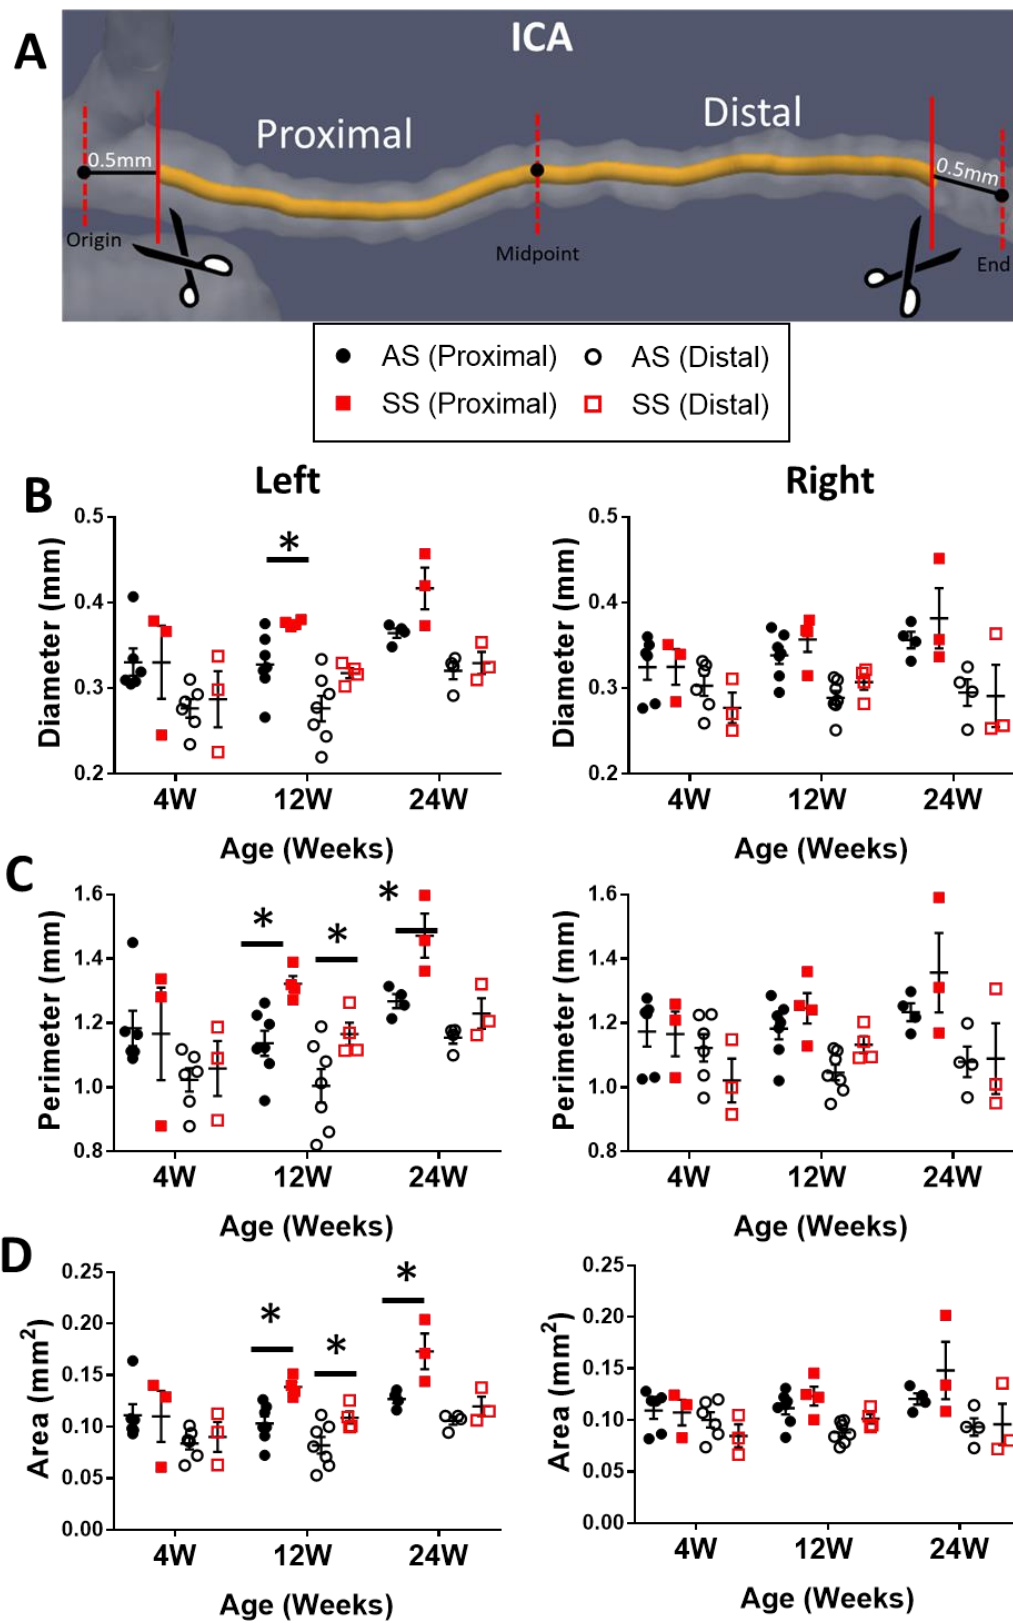 A
ICA
Proximal
Distal
0.5mm
0.5mm
Origin
Midpoint
End
AS (Proximal)
AS (Distal)
SS (Proximal)
SS (Distal)
B
Left
Right
Diameter (mm)
0.5
0.4
0.3
0.2
*
4W
12W
24W
Age (Weeks)
Diameter (mm)
0.5
0.4
0.3
0.2
4W
12W
24W
Age (Weeks)
C
Perimeter (mm)
1.6
1.4
1.2
1.0
0.8
*
*
*
4W
12W
24W
Age (Weeks)
Perimeter (mm)
1.6
1.4
1.2
1.0
0.8
4W
12W
24W
Age (Weeks)
D
Area (mm²)
0.25
0.20
0.15
0.10
0.05
0.00
*
*
*
4W
12W
24W
Age (Weeks)
Area (mm²)
0.25
0.20
0.15
0.10
0.05
0.00
4W
12W
24W
Age (Weeks)